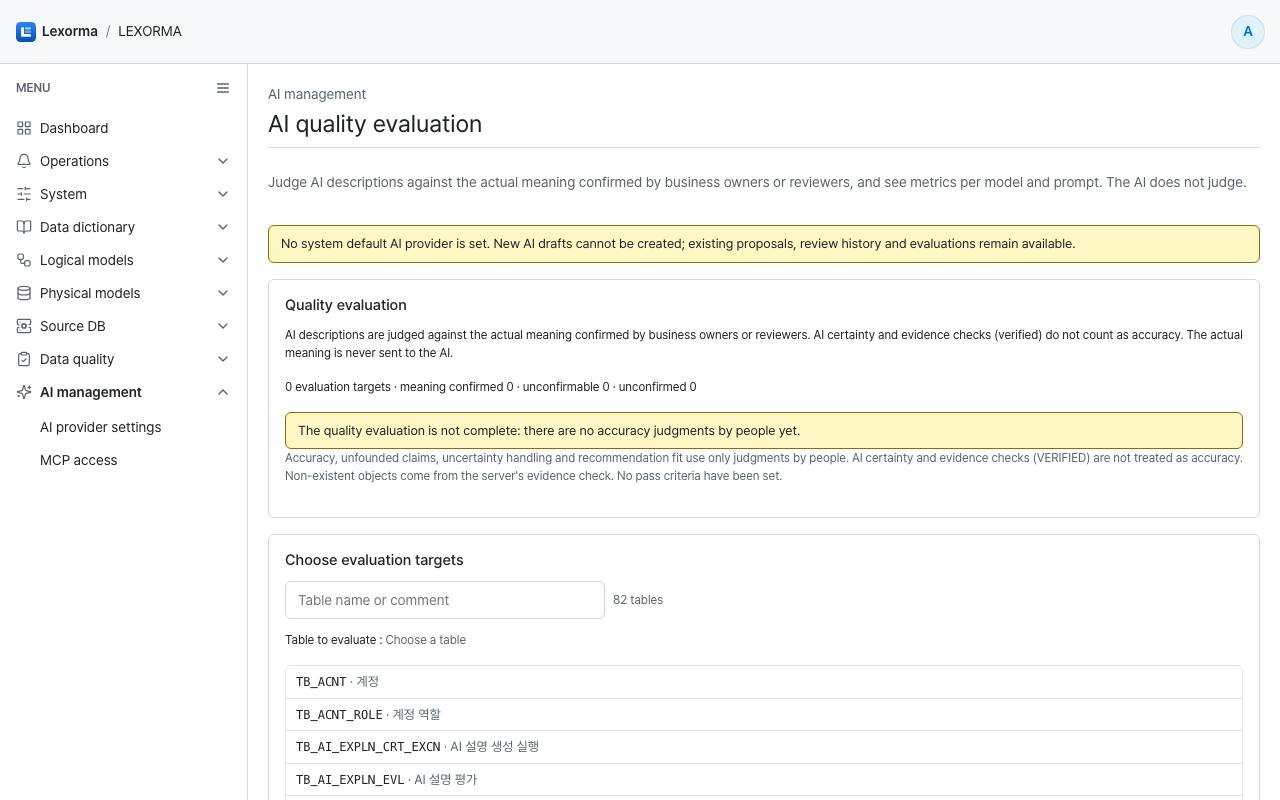 Lexorma / LEXORMA
A
MENU
Dashboard
Operations
System
Data dictionary
Logical models
Physical models
Source DB
Data quality
AI management
AI provider settings
MCP access
AI management
AI quality evaluation
Judge AI descriptions against the actual meaning confirmed by business owners or reviewers, and see metrics per model and prompt. The AI does not judge.
No system default AI provider is set. New AI drafts cannot be created; existing proposals, review history and evaluations remain available.
Quality evaluation
AI descriptions are judged against the actual meaning confirmed by business owners or reviewers. AI certainty and evidence checks (verified) do not count as accuracy. The actual
meaning is never sent to the AI.
0 evaluation targets · meaning confirmed 0 · unconfirmable 0 · unconfirmed 0
The quality evaluation is not complete: there are no accuracy judgments by people yet.
Accuracy, unfounded claims, uncertainty handling and recommendation fit use only judgments by people. AI certainty and evidence checks (VERIFIED) are not treated as accuracy.
Non-existent objects come from the server's evidence check. No pass criteria have been set.
Choose evaluation targets
Table name or comment
82 tables
Table to evaluate : Choose a table
TB_ACNT · 계정
TB_ACNT_ROLE · 계정 역할
TB_AI_EXPLN_CRT_EXCN · AI 설명 생성 실행
TB_AI_EXPLN_EVL · AI 설명 평가